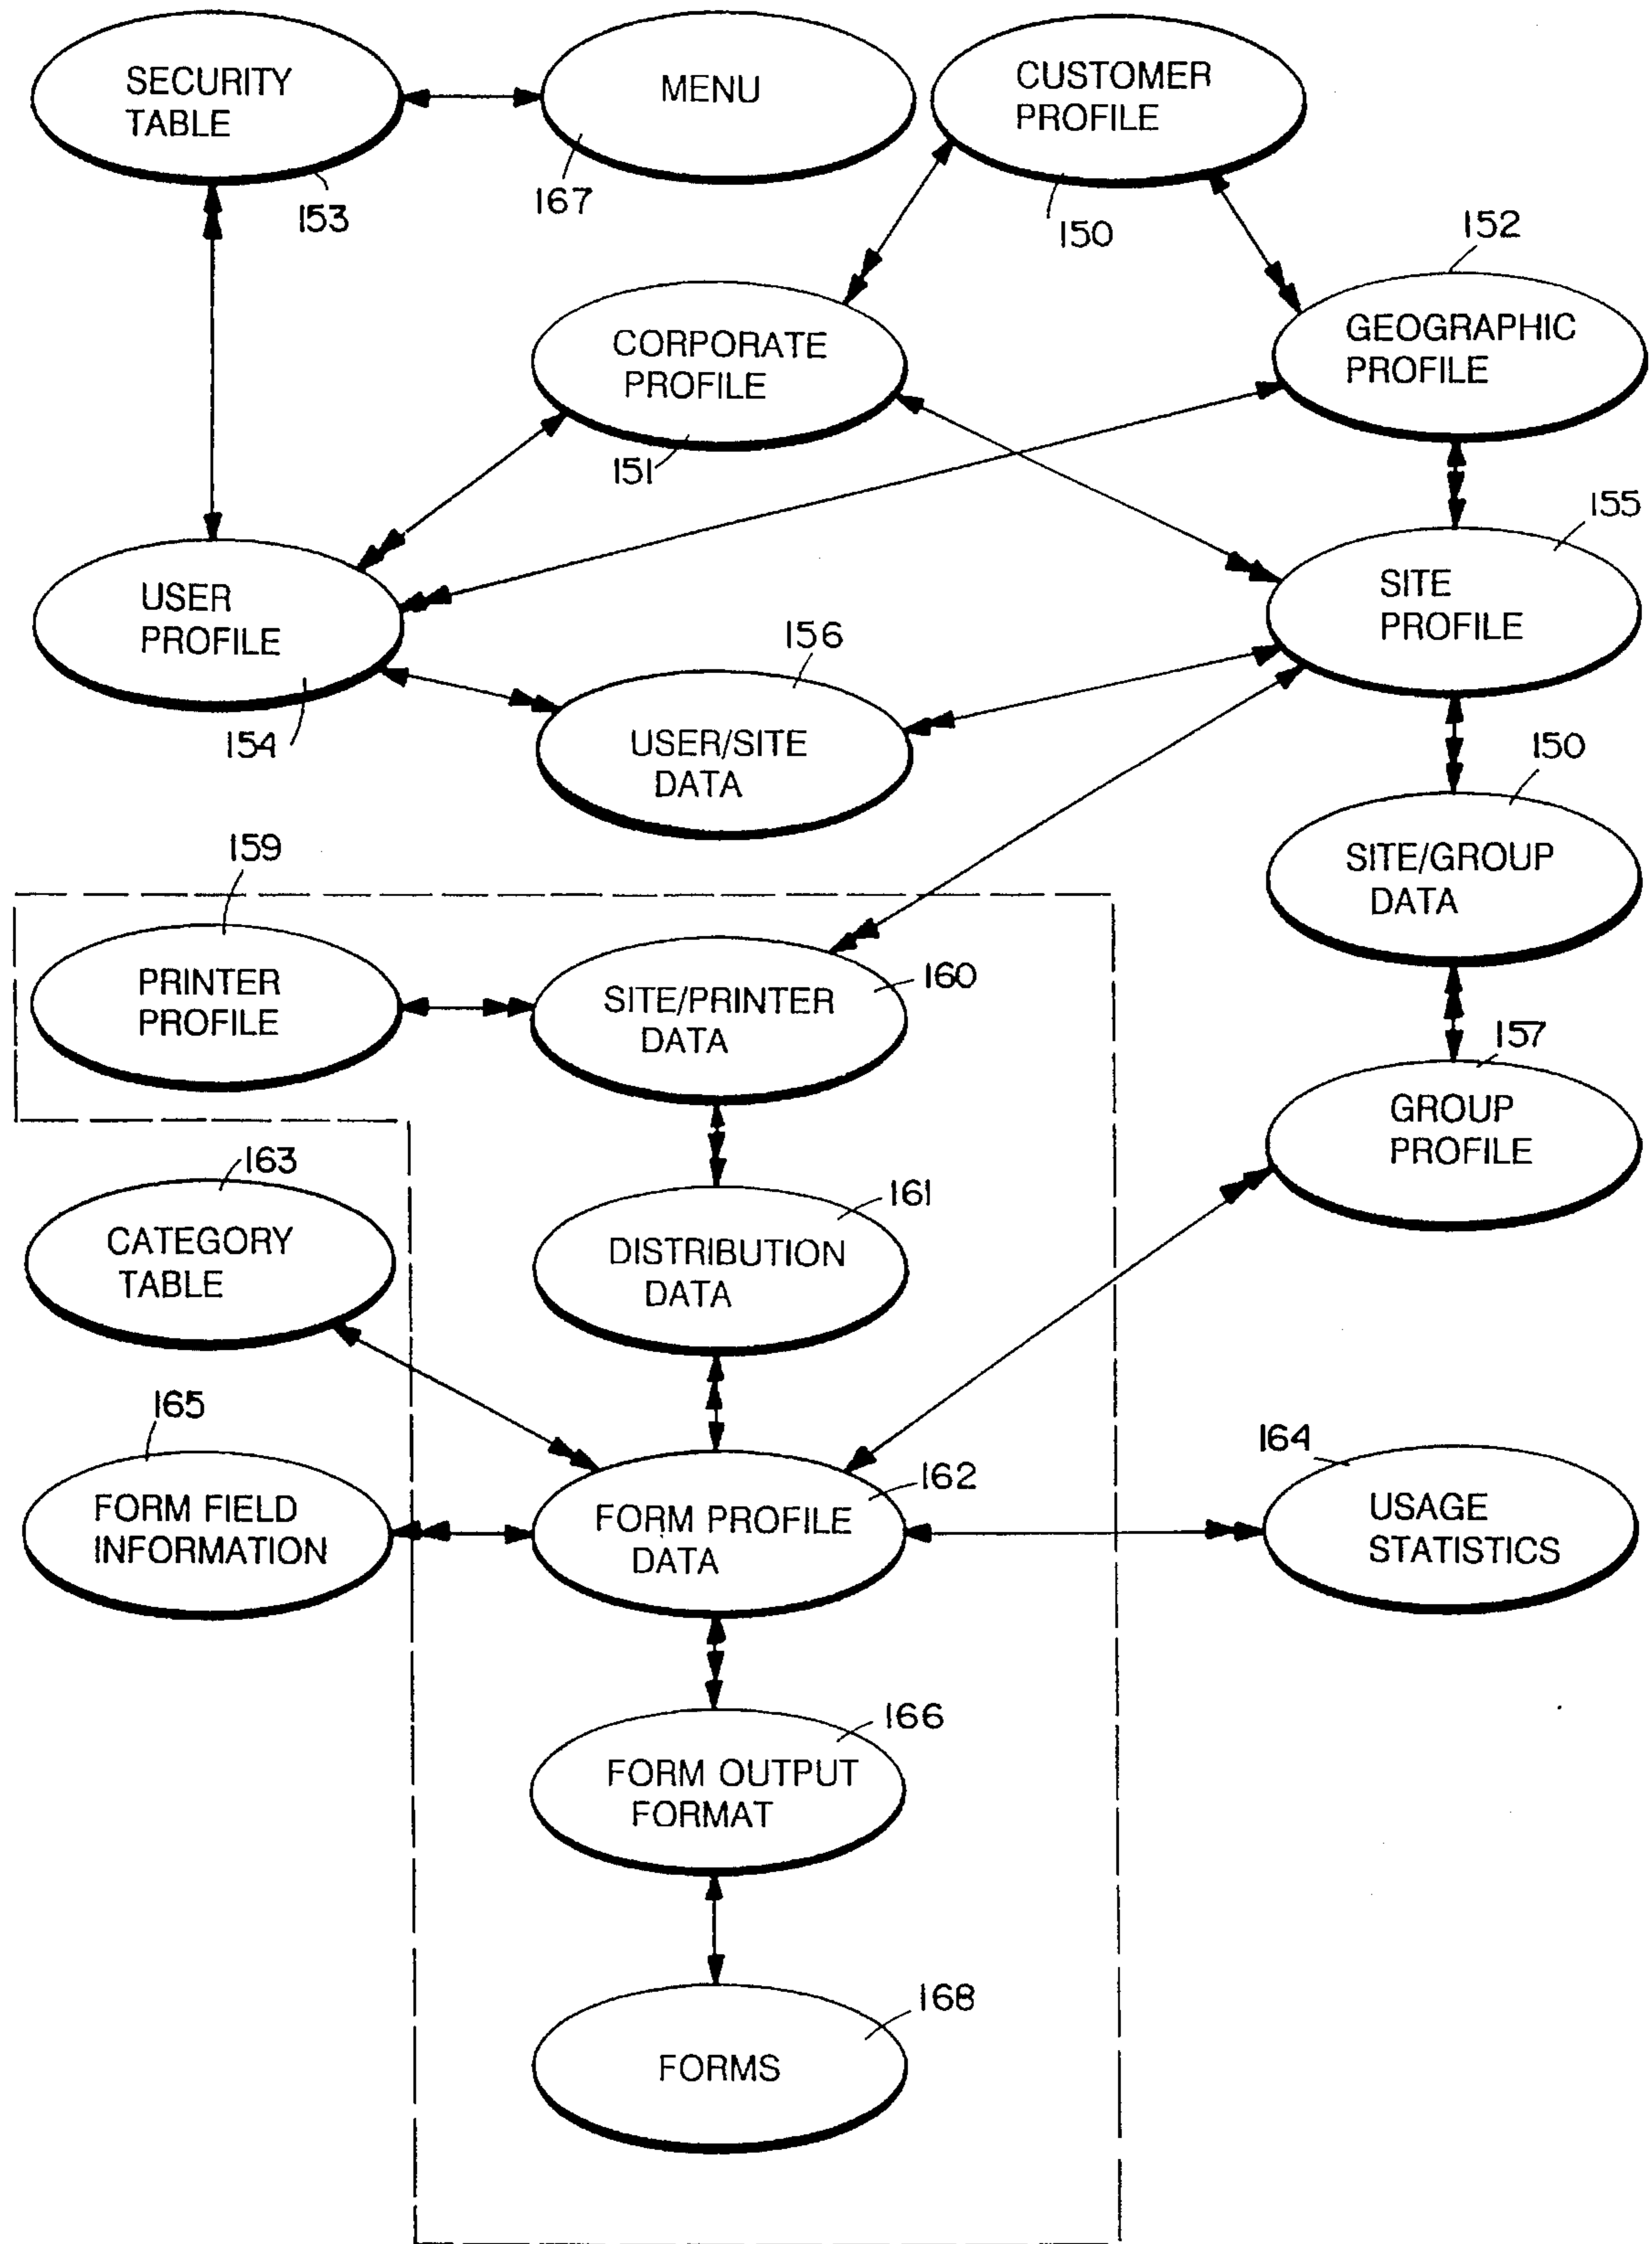 SECURITY
TABLE
153
MENU
167
CUSTOMER
PROFILE
150
152
GEOGRAPHIC
PROFILE
CORPORATE
PROFILE
151
155
SITE
PROFILE
USER
PROFILE
154
156
USER/SITE
DATA
150
SITE/GROUP
DATA
159
PRINTER
PROFILE
160
SITE/PRINTER
DATA
157
GROUP
PROFILE
163
CATEGORY
TABLE
161
DISTRIBUTION
DATA
165
FORM FIELD
INFORMATION
162
FORM PROFILE
DATA
164
USAGE
STATISTICS
166
FORM OUTPUT
FORMAT
168
FORMS